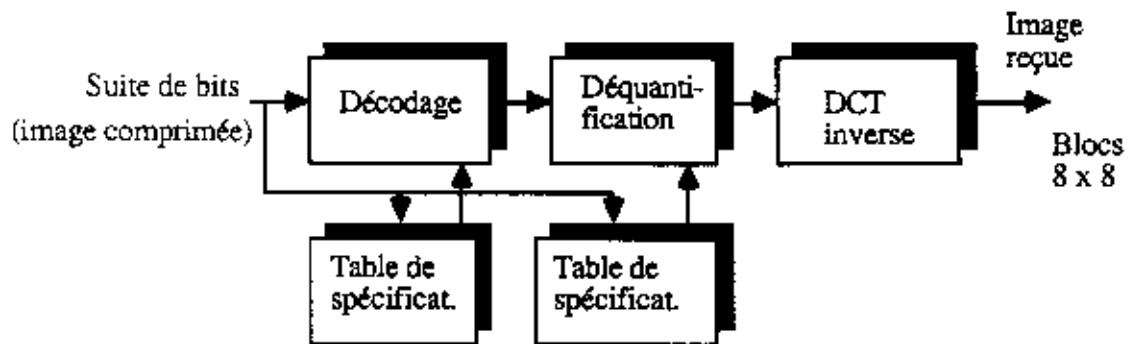 Suite de bits
(image comprimée)
Décodage
Déquanti-
fication
DCT
inverse
Image
reçue
Blocs
8 x 8
Table de
spécificat.
Table de
spécificat.